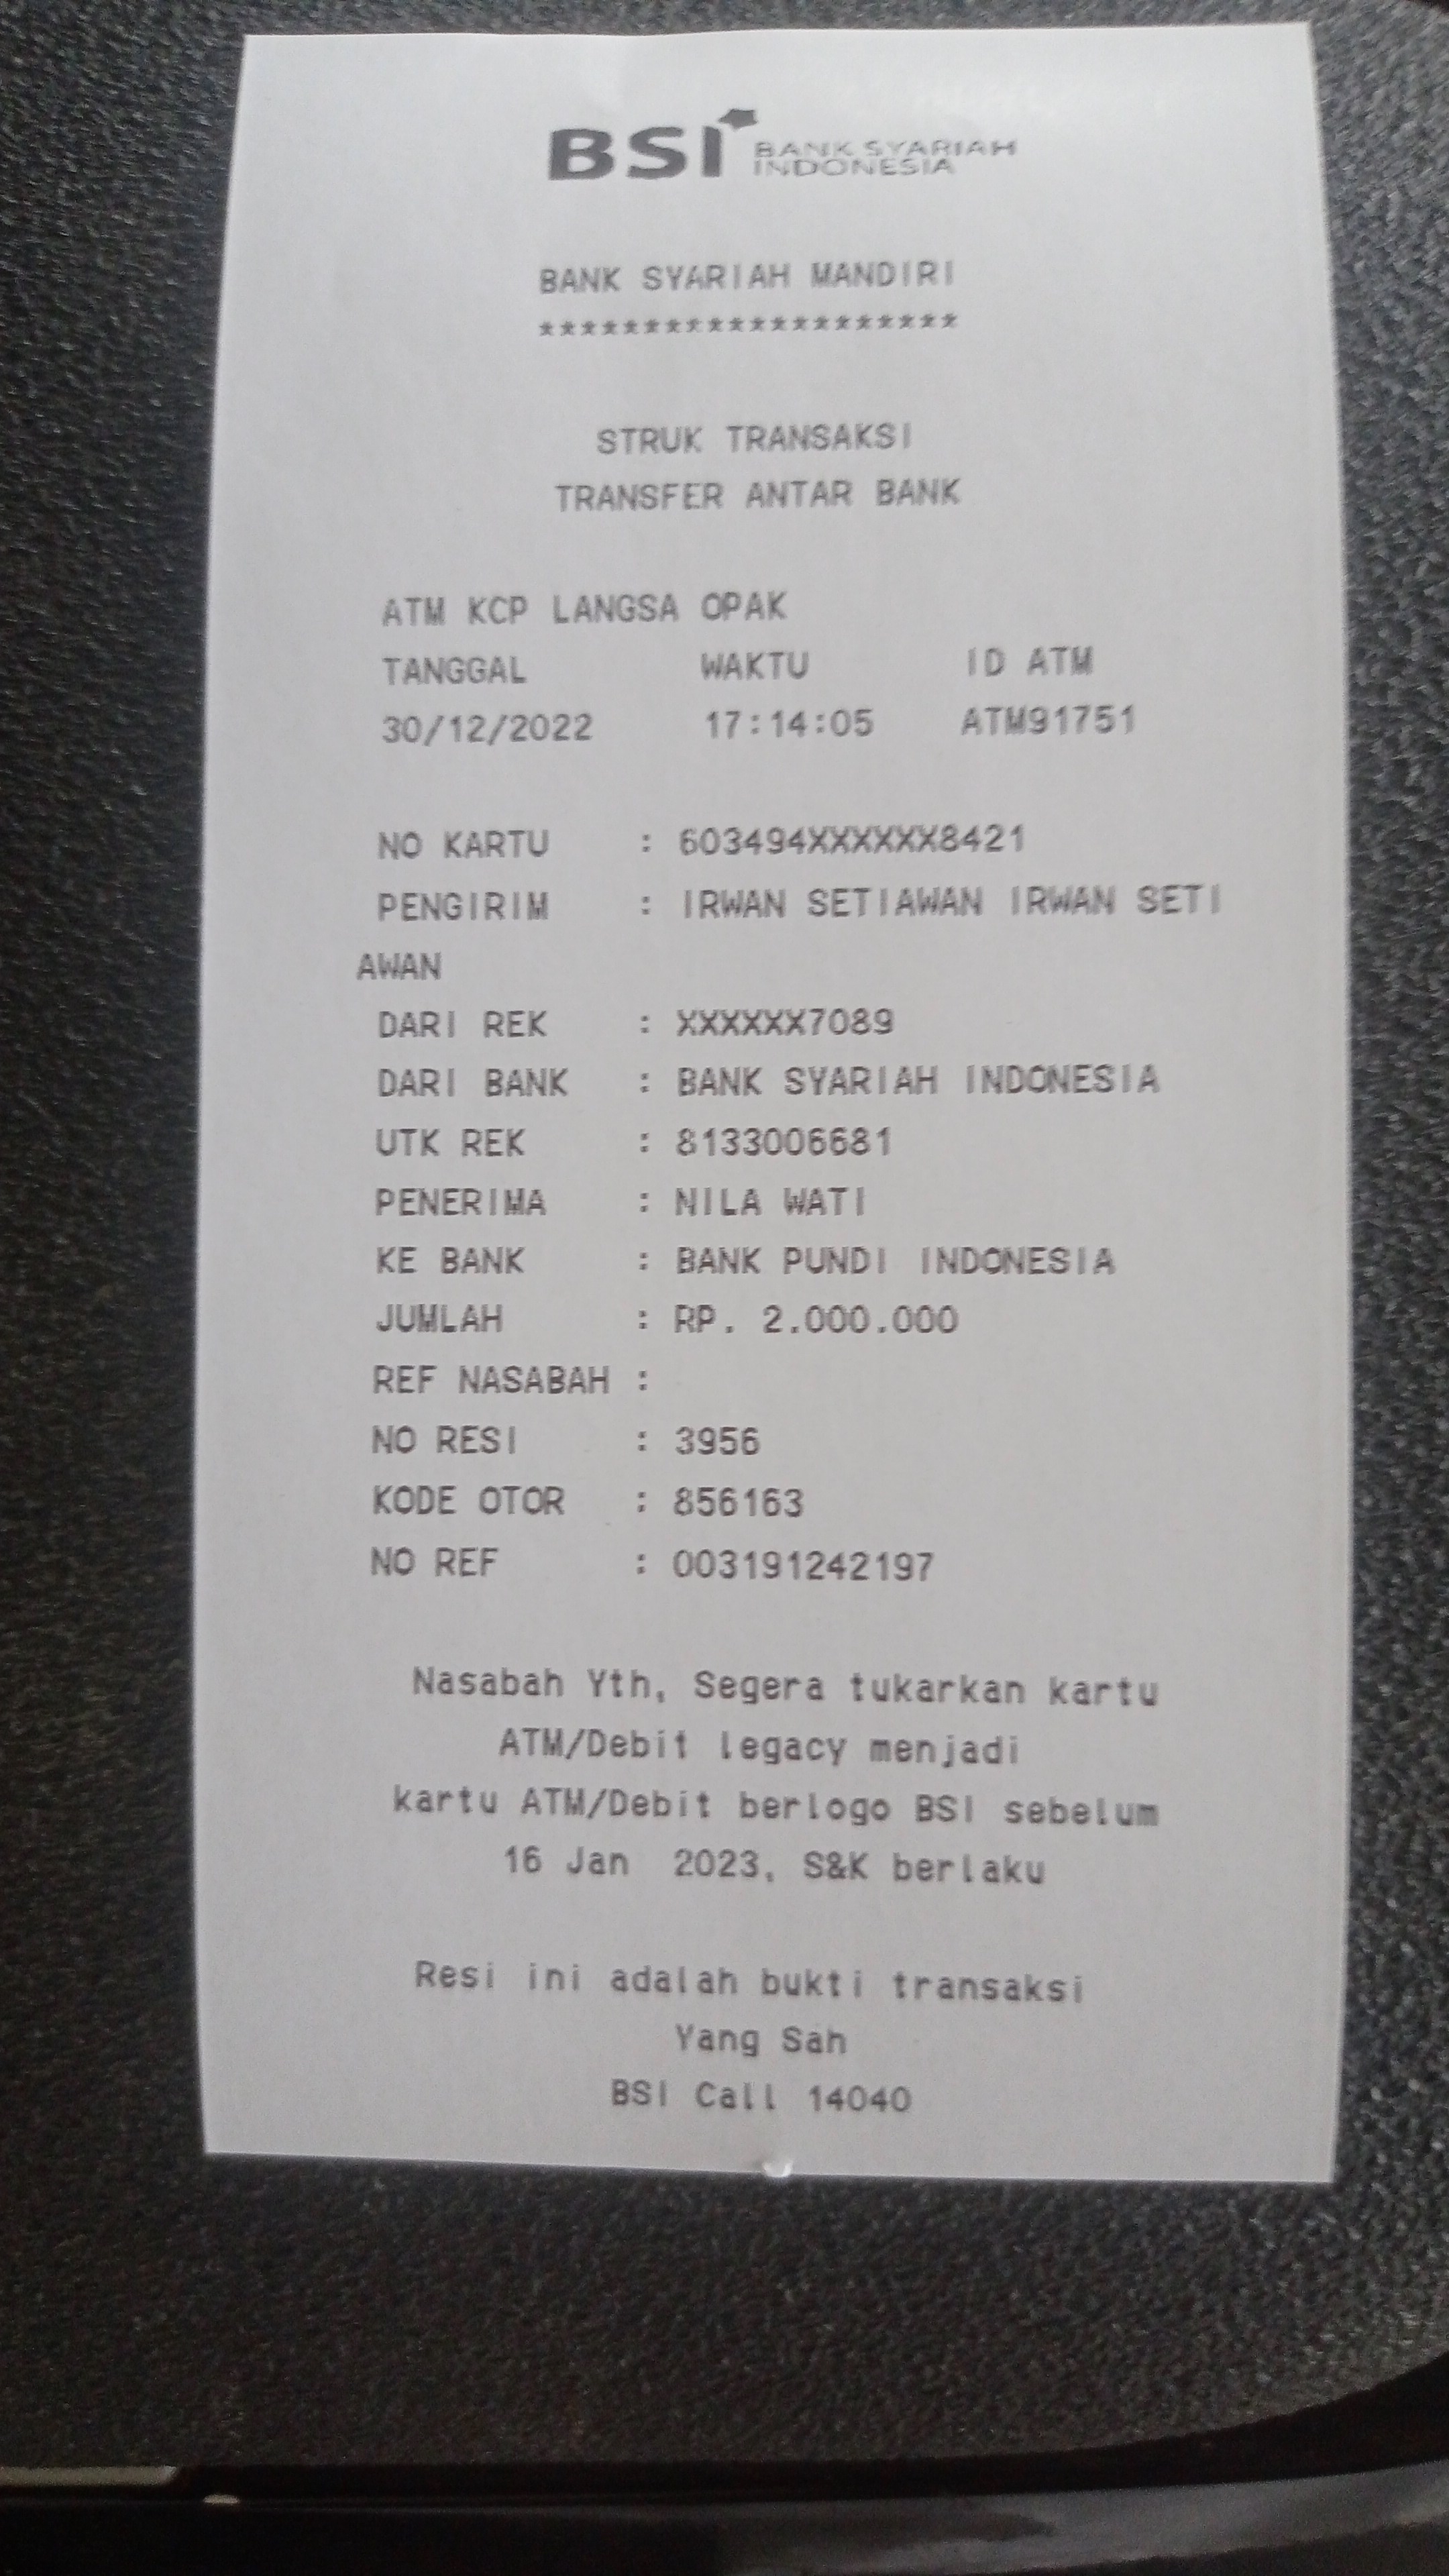 BSI BANK SYARIAH
INDONESIA
BANK SYARIAH MANDIRI
********************
STRUK TRANSAKSI
TRANSFER ANTAR BANK
ATM KCP LANGSA OPAK
TANGGAL WAKTU ID ATM
30/12/2022 17:14:05 ATM91751
NO KARTU : 603494XXXXXX8421
PENGIRIM : IRWAN SETIAWAN IRWAN SETI
AWAN
DARI REK : XXXXXX7089
DARI BANK : BANK SYARIAH INDONESIA
UTK REK : 8133006681
PENERIMA : NILA WATI
KE BANK : BANK PUNDI INDONESIA
JUMLAH : RP. 2.000.000
REF NASABAH :
NO RESI : 3956
KODE OTOR : 856163
NO REF : 003191242197
Nasabah Yth, Segera tukarkan kartu
ATM/Debit legacy menjadi
kartu ATM/Debit berlogo BSI sebelum
16 Jan 2023, S&K berlaku
Resi ini adalah bukti transaksi
Yang Sah
BSI Call 14040